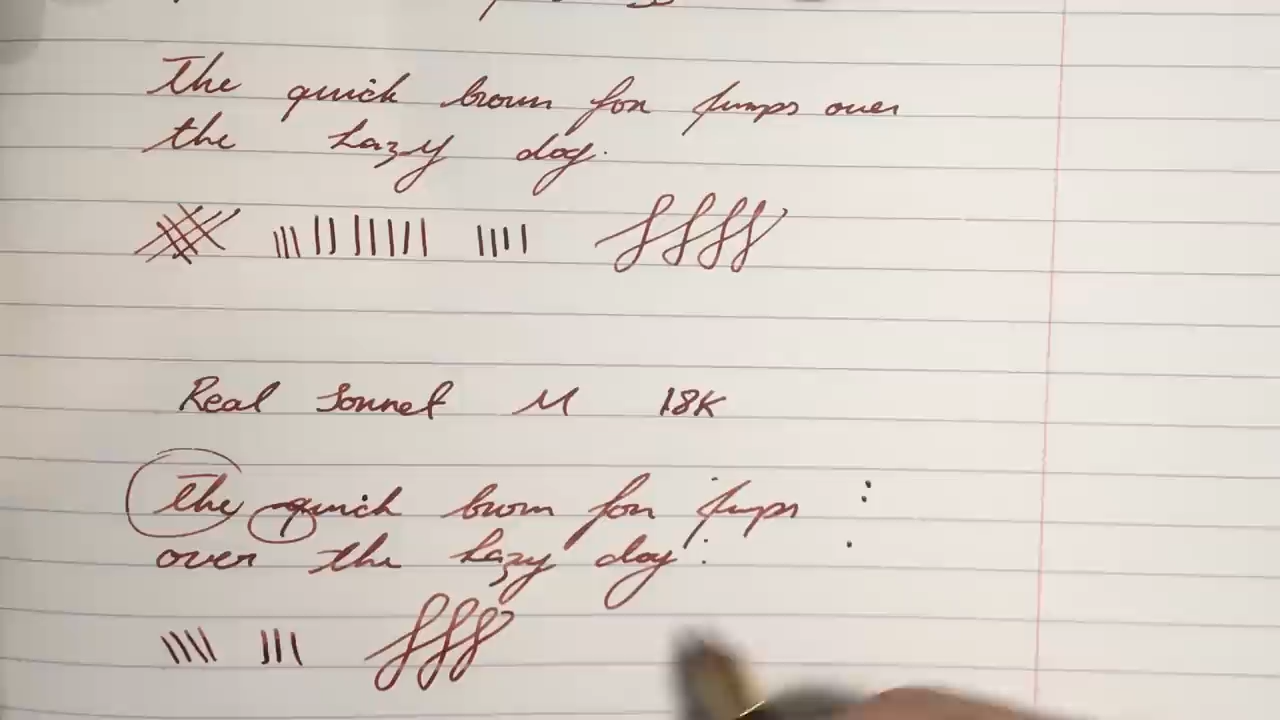 The quick brown fox jumps over
the lazy dog.
Real Sonnet M 18K
The quick brown fox jumps
over the lazy dog.